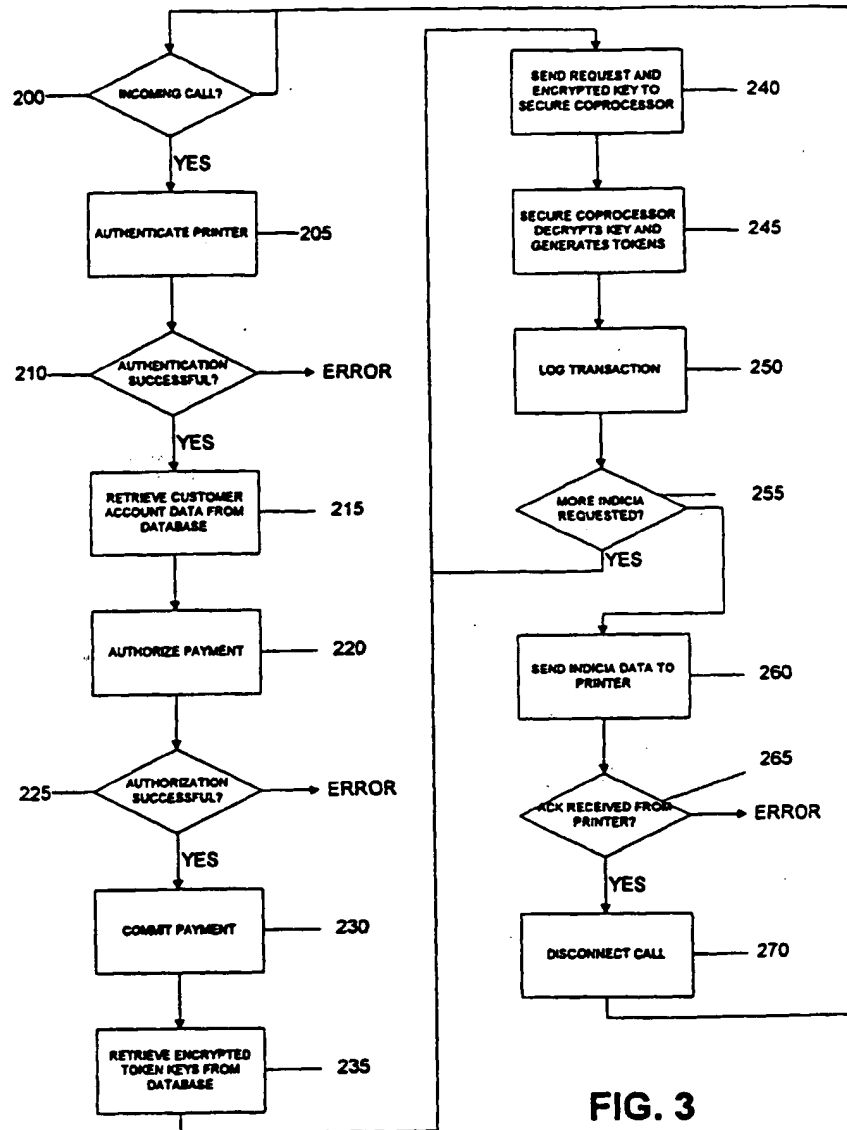 INCOMING CALL?
200
YES
AUTHENTICATE PRINTER
205
AUTHENTICATION
SUCCESSFUL?
210
ERROR
YES
RETRIEVE CUSTOMER
ACCOUNT DATA FROM
DATABASE
215
AUTHORIZE PAYMENT
220
AUTHORIZATION
SUCCESSFUL?
225
ERROR
YES
COMMIT PAYMENT
230
RETRIEVE ENCRYPTED
TOKEN KEYS FROM
DATABASE
235
SEND REQUEST AND
ENCRYPTED KEY TO
SECURE COPROCESSOR
240
SECURE COPROCESSOR
DECRYPTS KEY AND
GENERATES TOKENS
245
LOG TRANSACTION
250
MORE INDICIA
REQUESTED?
255
YES
SEND INDICIA DATA TO
PRINTER
260
265
ACK RECEIVED FROM
PRINTER?
ERROR
YES
DISCONNECT CALL
270
FIG. 3